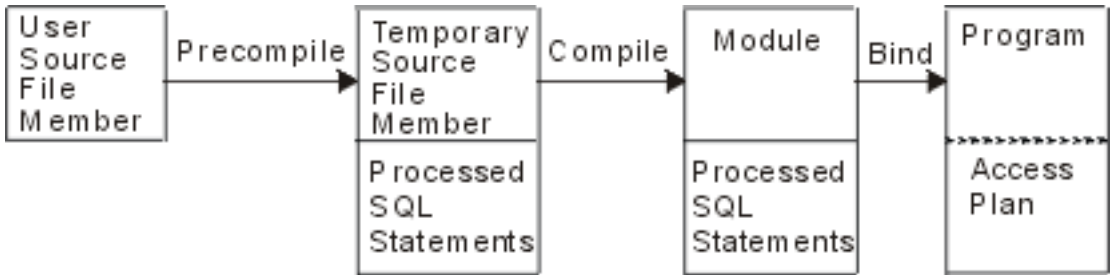 User
Source
File
Member
Precompile
Temporary
Source
File
Member
Processed
SQL
Statements
Compile
Module
Processed
SQL
Statements
Bind
Program
Access
Plan